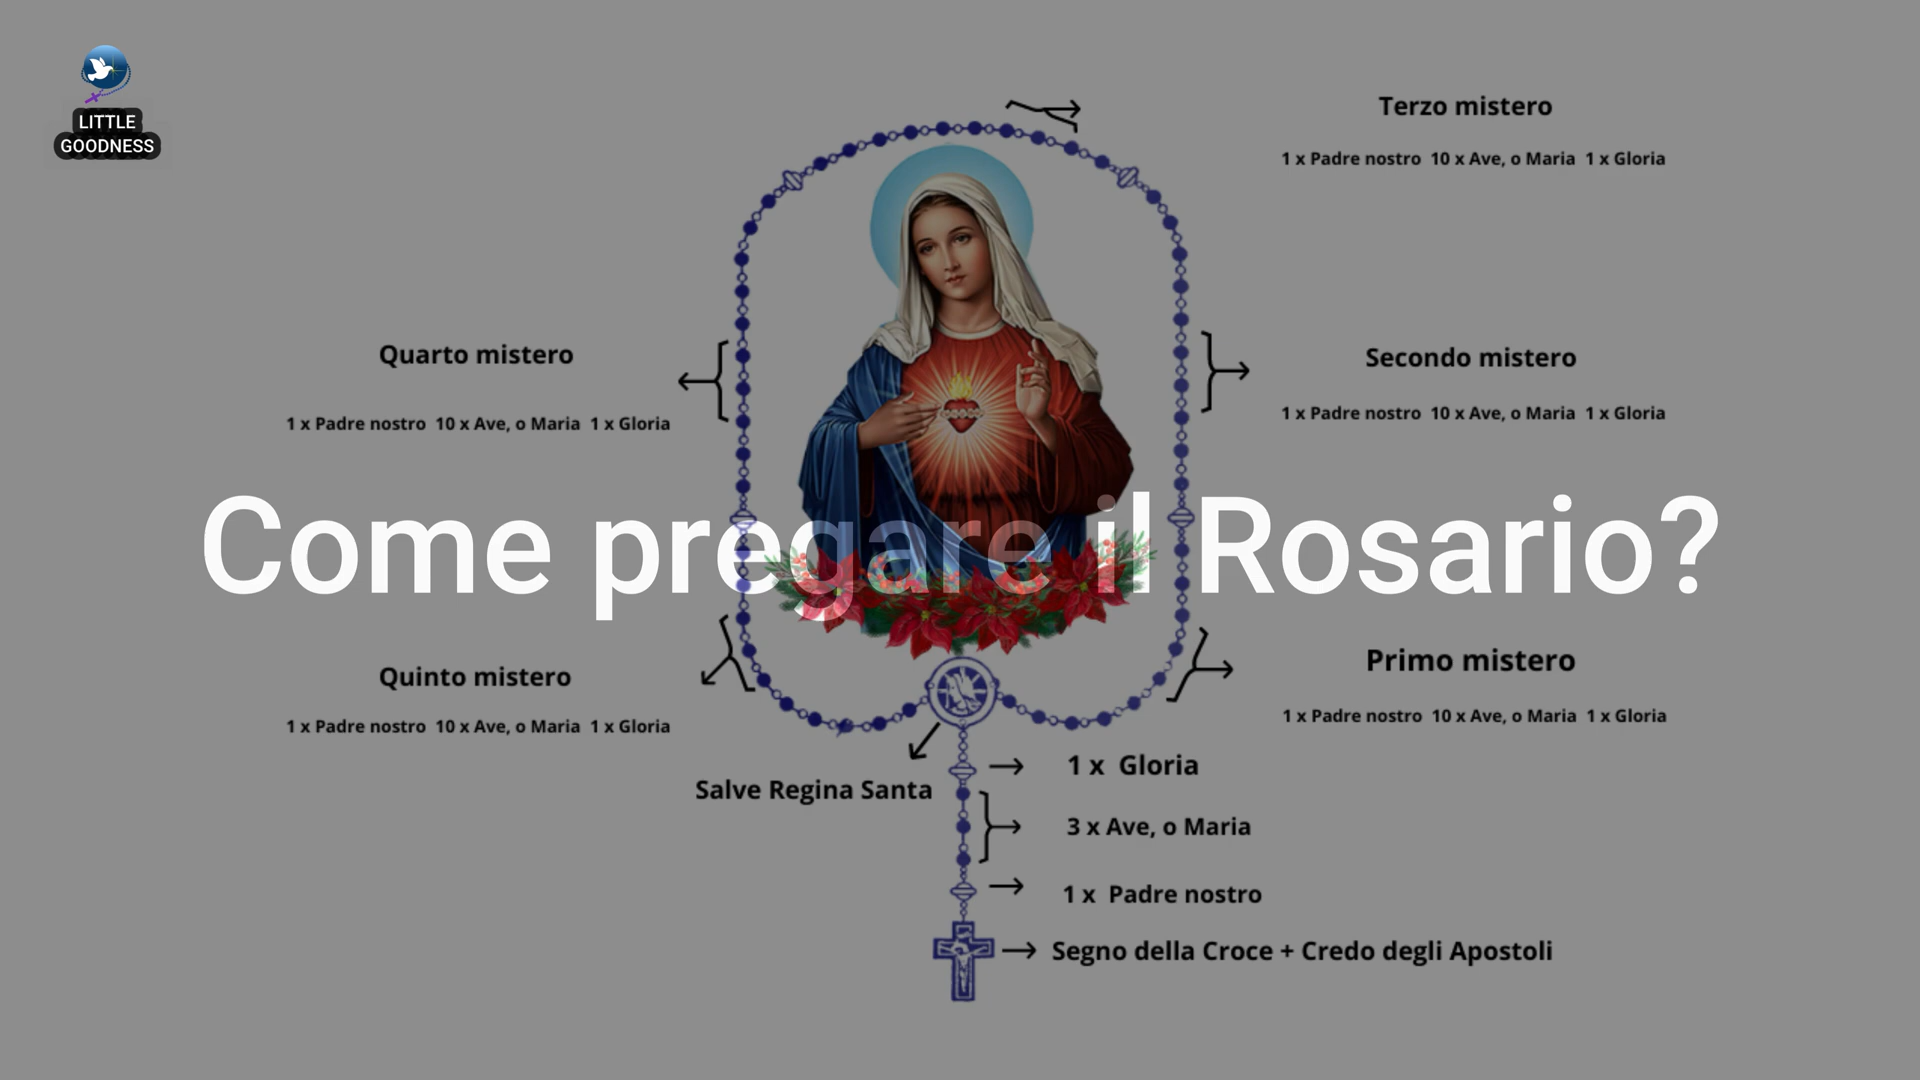 LITTLE
GOODNESS
Terzo mistero
1 x Padre nostro 10 x Ave, o Maria 1 x Gloria
Quarto mistero
1 x Padre nostro 10 x Ave, o Maria 1 x Gloria
Secondo mistero
1 x Padre nostro 10 x Ave, o Maria 1 x Gloria
Come pregare il Rosario?
Quinto mistero
1 x Padre nostro 10 x Ave, o Maria 1 x Gloria
Primo mistero
1 x Padre nostro 10 x Ave, o Maria 1 x Gloria
Salve Regina Santa
1 x Gloria
3 x Ave, o Maria
1 x Padre nostro
Segno della Croce + Credo degli Apostoli